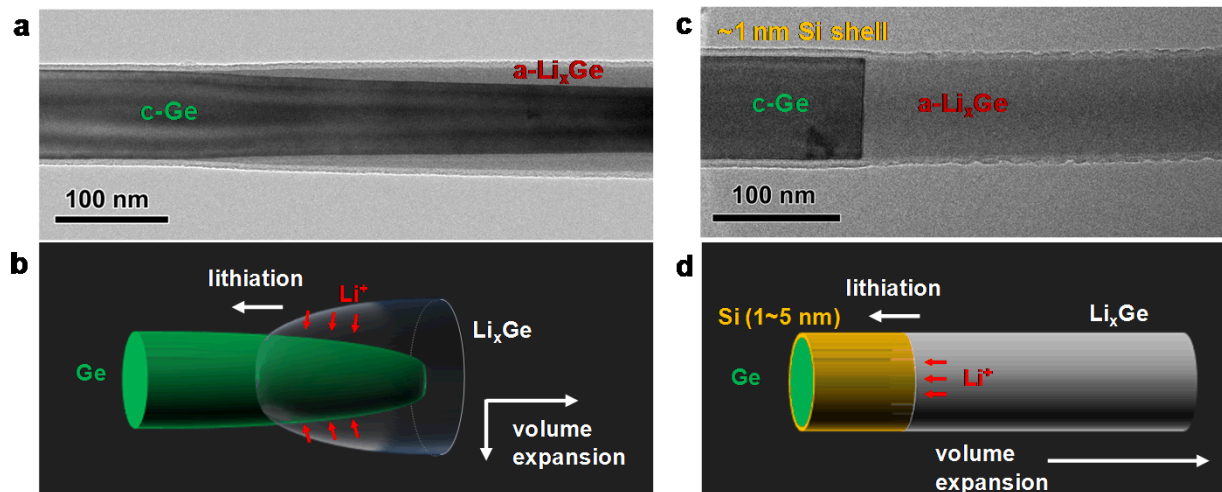 a
c-Ge
a-LiₓGe
100 nm
b
lithiation
Li⁺
LiₓGe
Ge
volume
expansion
c
~1 nm Si shell
c-Ge
a-LiₓGe
100 nm
d
lithiation
Si (1~5 nm)
LiₓGe
Ge
Li⁺
volume
expansion